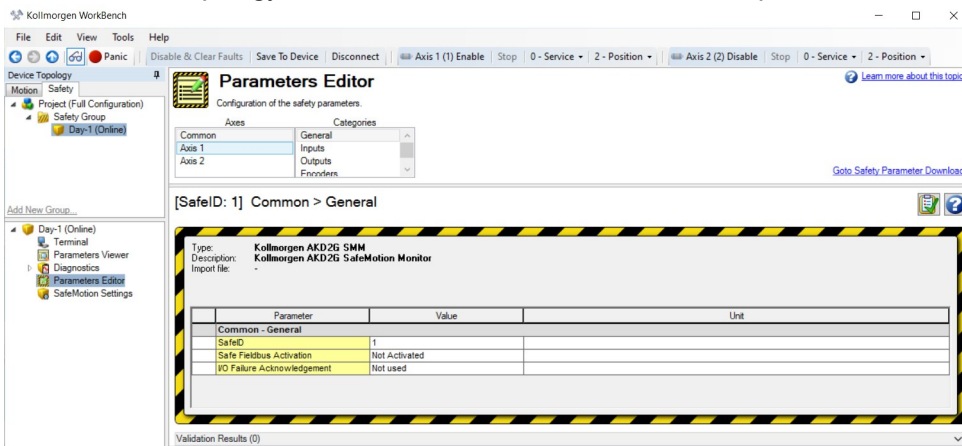 Kollmorgen WorkBench
File Edit View Tools Help
Panic Disable & Clear Faults Save To Device Disconnect Axis 1 (1) Enable Stop 0 - Service 2 - Position Axis 2 (2) Disable Stop 0 - Service 2 - Position
Device Topology
Motion Safety
Project (Full Configuration)
Safety Group
Day-1 (Online)
Add New Group...
Day-1 (Online)
Terminal
Parameters Viewer
Diagnostics
Parameters Editor
SafeMotion Settings
Parameters Editor
Learn more about this topic
Configuration of the safety parameters.
Axes Categories
Common General
Axis 1 Inputs
Axis 2 Outputs
Encoders
Goto Safety Parameter Download
[SafeID: 1] Common > General
Type: Kollmorgen AKD2G SMM
Description: Kollmorgen AKD2G SafeMotion Monitor
Import file: -
Parameter Value Unit
Common - General
SafeID 1
Safe Fieldbus Activation Not Activated
I/O Failure Acknowledgement Not used
Validation Results (0)